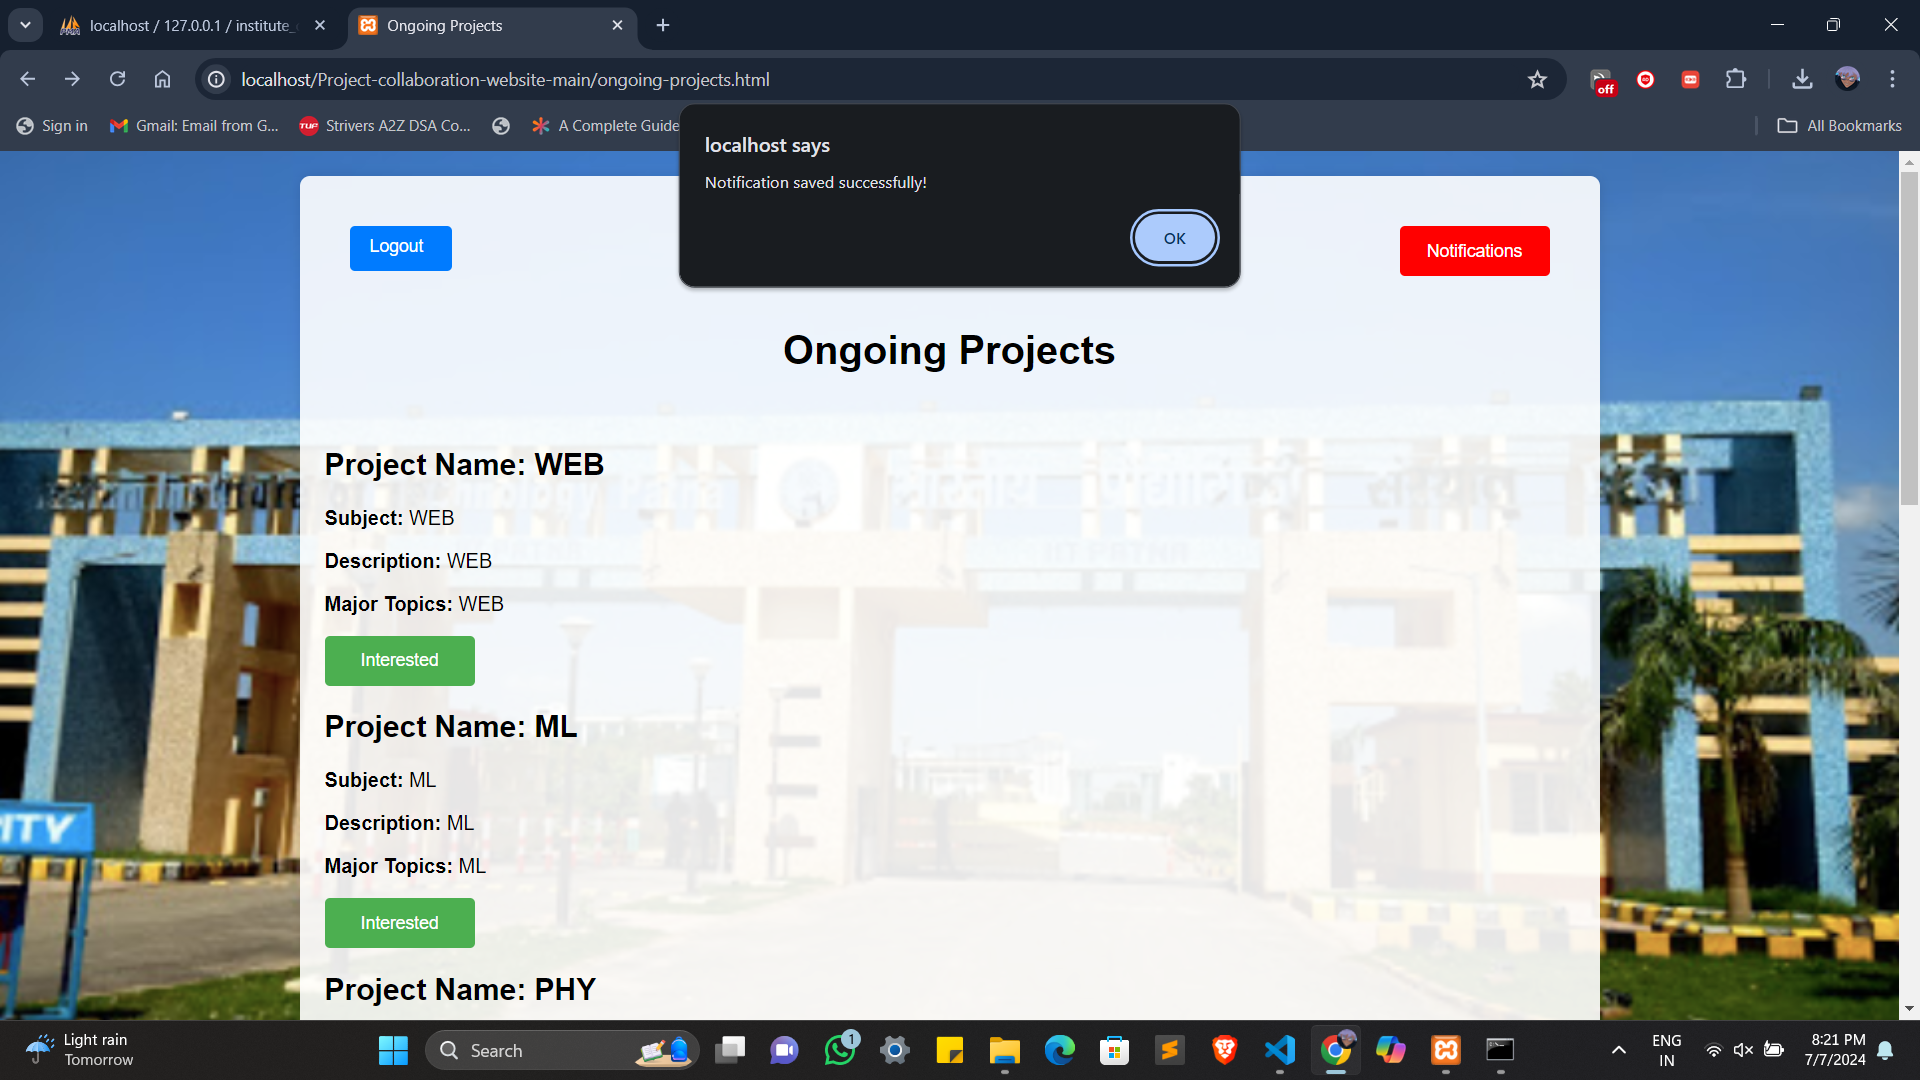 localhost / 127.0.0.1 / institute_
Ongoing Projects
localhost/Project-collaboration-website-main/ongoing-projects.html
off
Sign in
Gmail: Email from G...
TUF
Strivers A2Z DSA Co...
A Complete Guide
All Bookmarks
localhost says
Notification saved successfully!
OK
Logout
Notifications
Ongoing Projects
Project Name: WEB
Subject: WEB
Description: WEB
Major Topics: WEB
Interested
Project Name: ML
Subject: ML
Description: ML
Major Topics: ML
Interested
Project Name: PHY
ITY
Light rain
Tomorrow
Search
1
ENG
IN
8:21 PM
7/7/2024